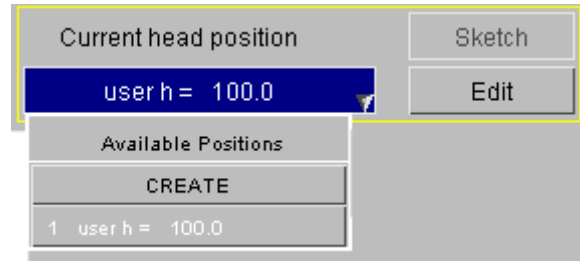 Current head position Sketch
user h = 100.0 Edit
Available Positions
CREATE
1 user h = 100.0